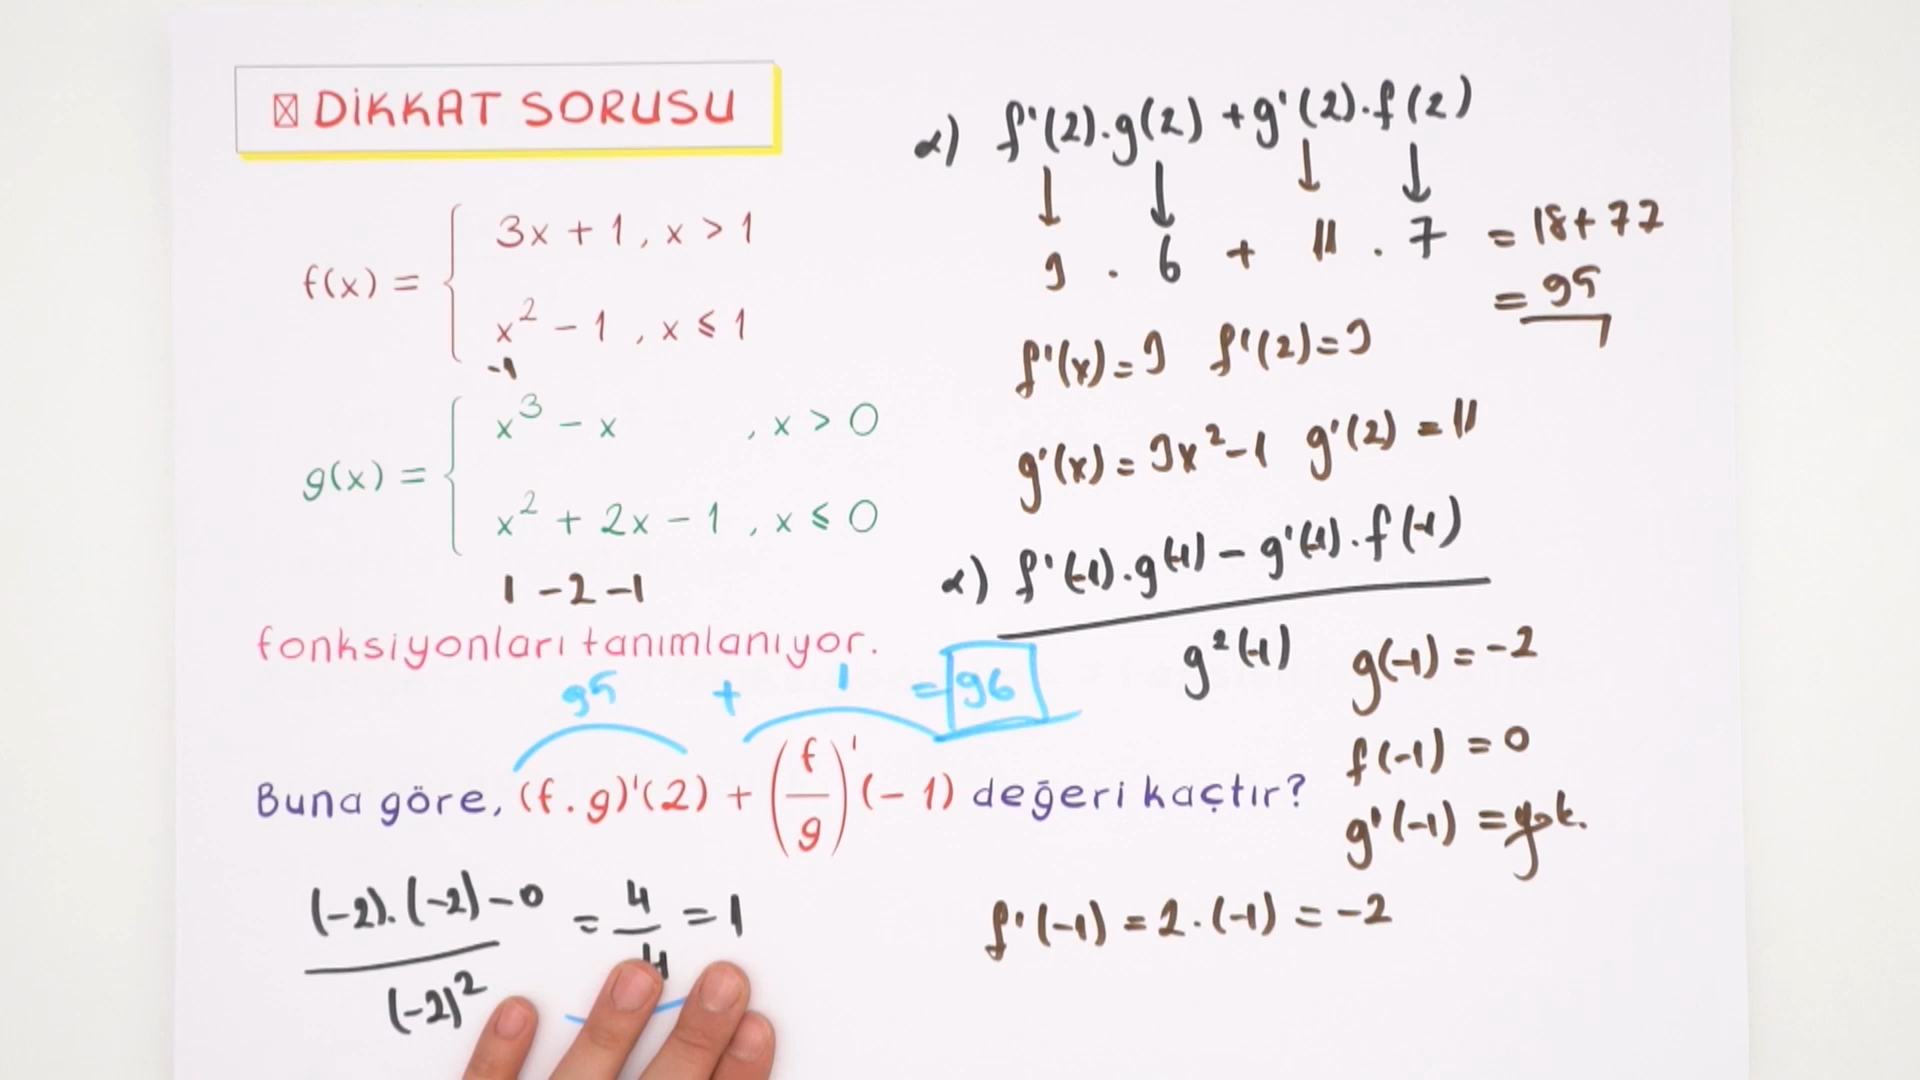 DİKKAT SORUSU
f(x) = { 3x + 1 , x > 1
x² - 1 , x ≤ 1
-1
g(x) = { x³ - x , x > 0
x² + 2x - 1 , x ≤ 0
1 - 2 - 1
fonksiyonları tanımlanıyor.
95 + 1 = 96
Buna göre, (f . g)'(2) + (f/g)'(-1) değeri kaçtır?
(-2).(-2) - 0 / (-2)² = 4/4 = 1
α) f'(2).g(2) + g'(2).f(2)
↓ ↓ ↓ ↓
3 . 6 + 11 . 7 = 18 + 77
= 95
f'(x) = 3 f'(2) = 3
g'(x) = 3x² - 1 g'(2) = 11
α) f'(-1).g(-1) - g'(-1).f(-1)
g²(-1)
g(-1) = -2
f(-1) = 0
g'(-1) = yok.
f'(-1) = 2.(-1) = -2